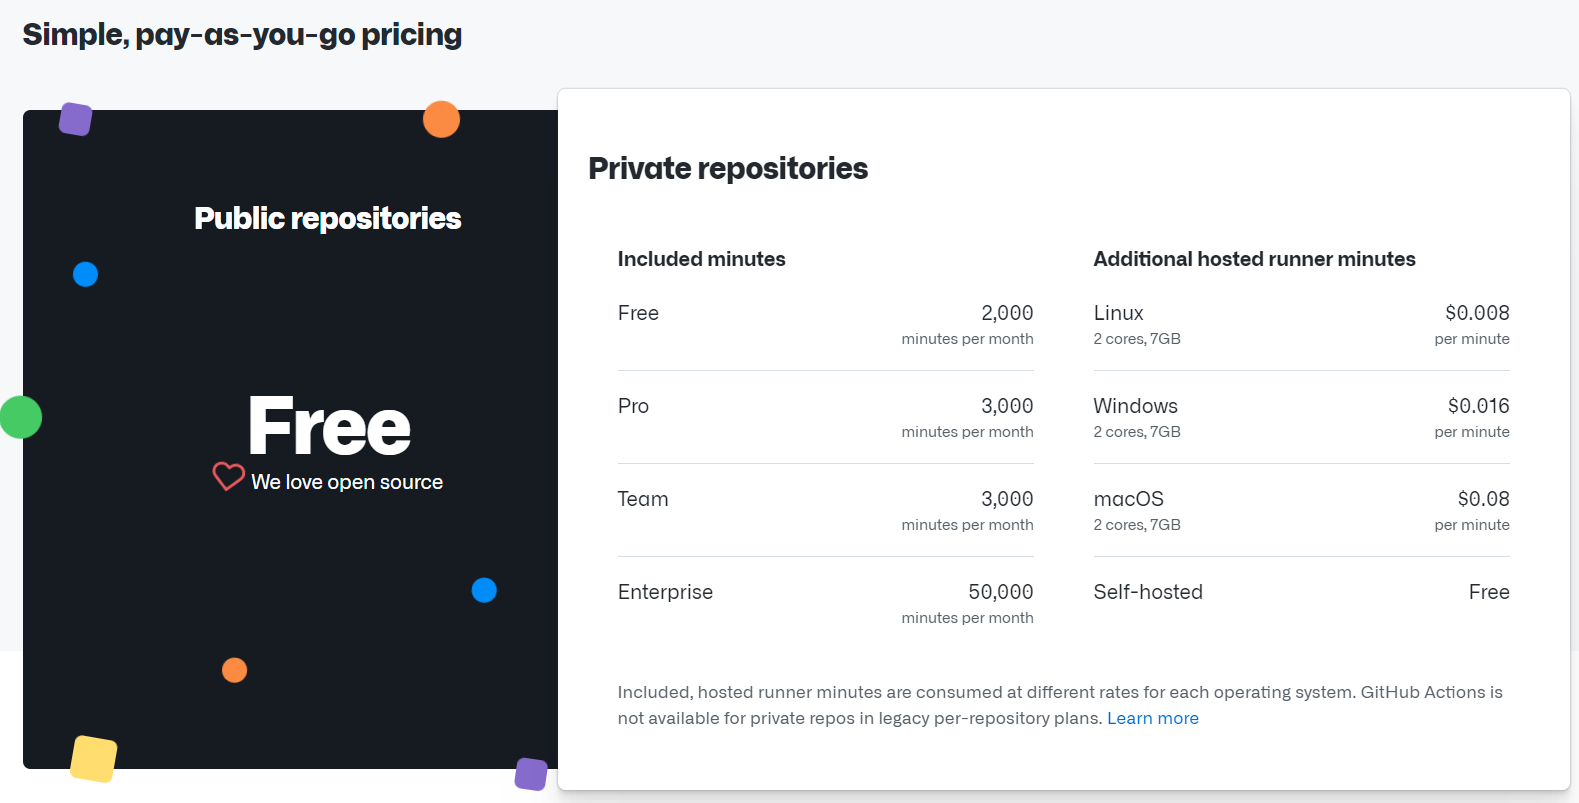 Simple, pay-as-you-go pricing
Public repositories
Free
We love open source
Private repositories
Included minutes
Free 2,000
minutes per month
Pro 3,000
minutes per month
Team 3,000
minutes per month
Enterprise 50,000
minutes per month
Additional hosted runner minutes
Linux $0.008
2 cores, 7GB per minute
Windows $0.016
2 cores, 7GB per minute
macOS $0.08
2 cores, 7GB per minute
Self-hosted Free
Included, hosted runner minutes are consumed at different rates for each operating system. GitHub Actions is
not available for private repos in legacy per-repository plans. Learn more